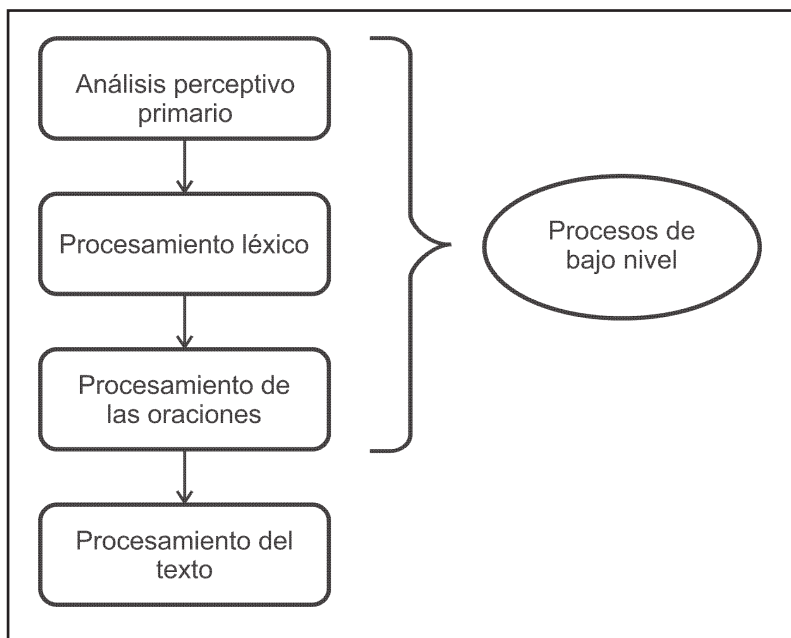 Análisis perceptivo
primario
Procesamiento léxico
Procesamiento de
las oraciones
Procesamiento del
texto
Procesos de
bajo nivel